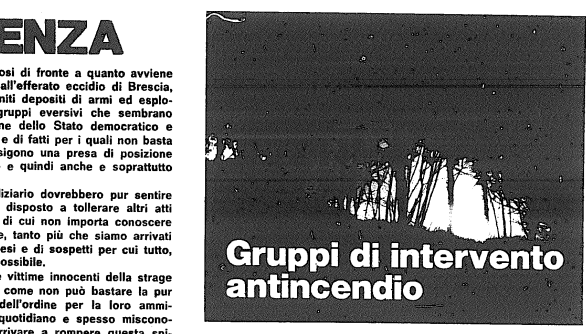 ENZA
osi di fronte a quanto avviene
all'efferato eccidio di Brescia,
niti depositi di armi ed esplo-
gruppi eversivi che sembrano
ne dello Stato democratico e
e di fatti per i quali non basta
sigono una presa di posizione
e quindi anche e soprattutto
liziario dovrebbero pur sentire
disposto a tollerare altri atti
di cui non importa conoscere
e, tanto più che siamo arrivati
esi e di sospetti per cui tutto,
ossibile.
e vittime innocenti della strage
come non può bastare la pur
dell'ordine per la loro ammi-
quotidiano e spesso miscono-
rrivare a rompere questa spi-
Gruppi di intervento
antincendio